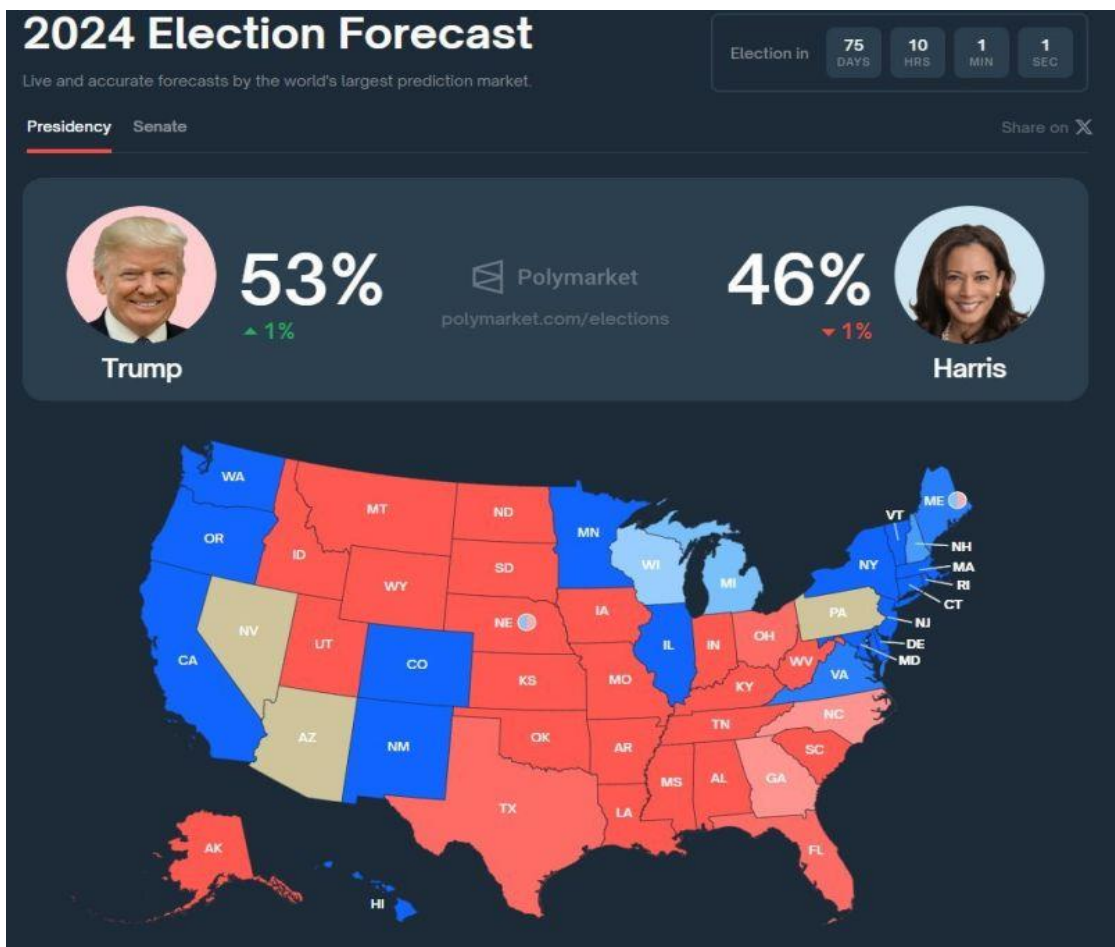 2024 Election Forecast
Live and accurate forecasts by the world's largest prediction market.
Election in
75 10 1 1
DAYS HRS MIN SEC
Presidency Senate
Share on X
53%
1%
Trump
Polymarket
polymarket.com/elections
46%
1%
Harris
WA
OR
CA
NV
ID
MT
WY
UT
AZ
CO
NM
ND
SD
NE
KS
OK
TX
MN
IA
MO
AR
LA
WI
IL
MI
IN
OH
KY
TN
MS
AL
GA
FL
SC
NC
VA
WV
PA
NY
VT
ME
NH
MA
RI
CT
NJ
DE
MD
AK
HI